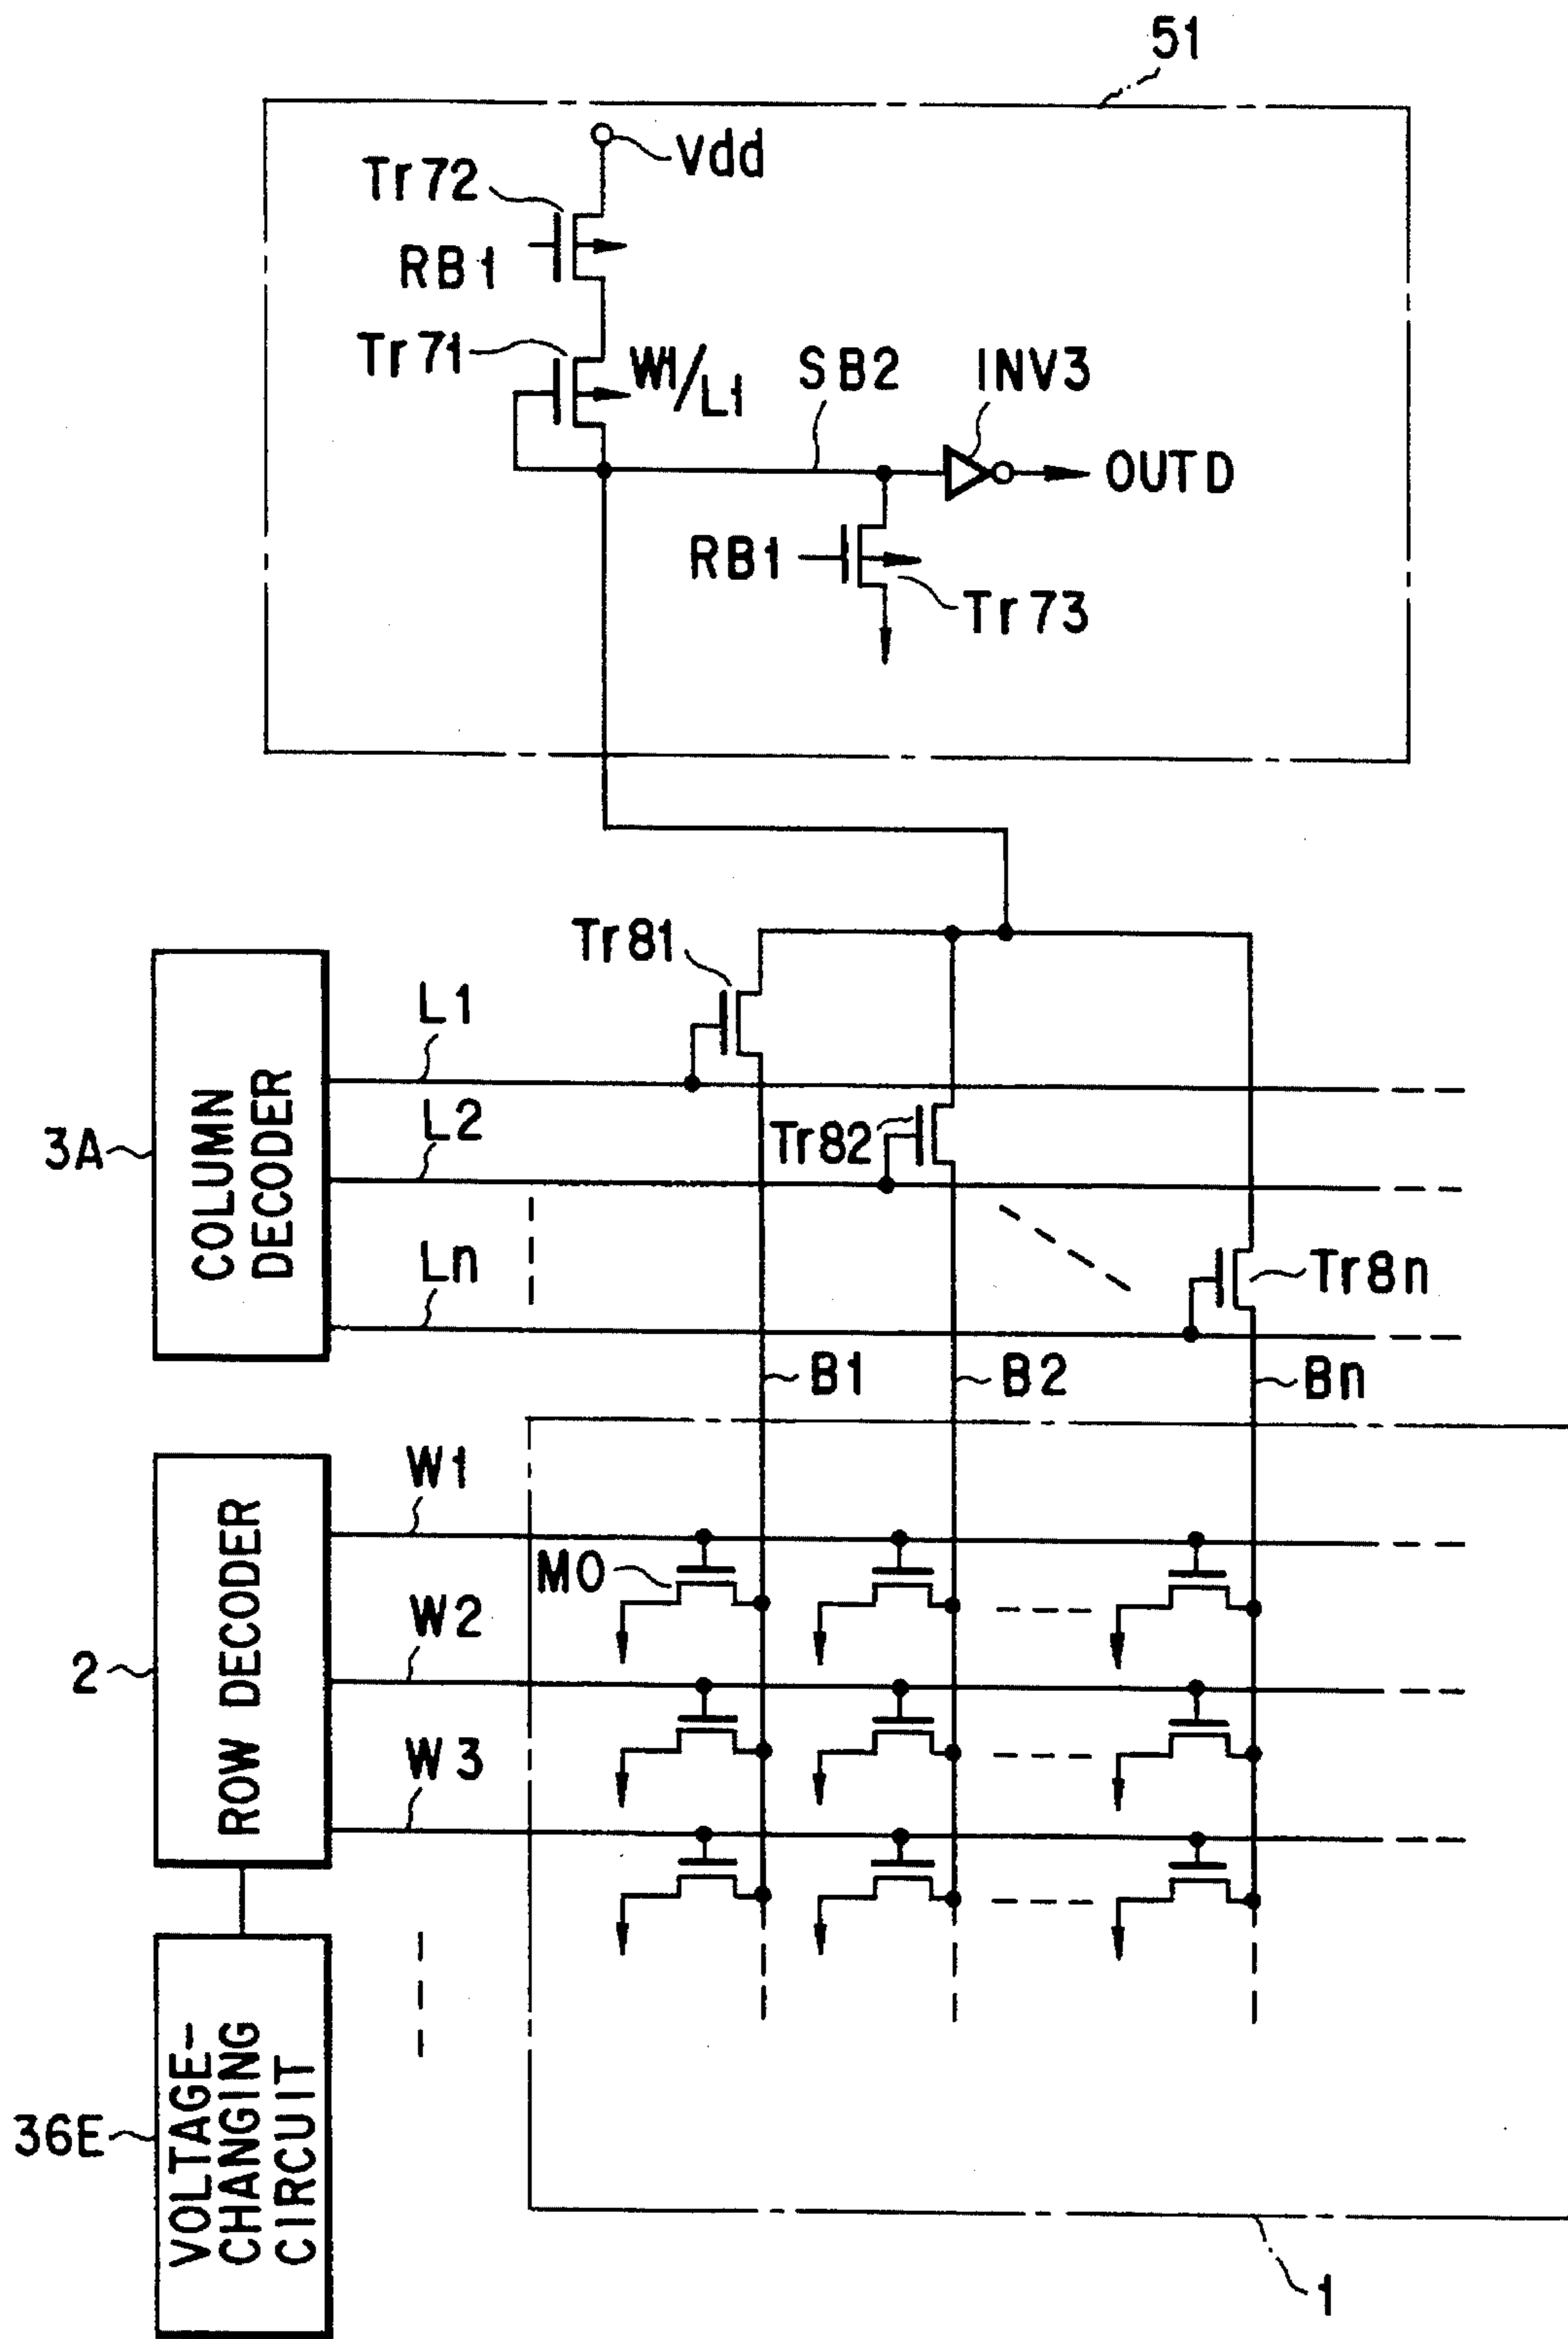 51
Vdd
Tr72
RB1
Tr71
W1/L1
SB2
INV3
OUTD
RB1
Tr73
Tr81
L1
L2
Tr82
3A
COLUMN
DECODER
Ln
Tr8n
B1
B2
Bn
W1
M0
W2
2
ROW DECODER
W3
36E
VOLTAGE-
CHANGING
CIRCUIT
1